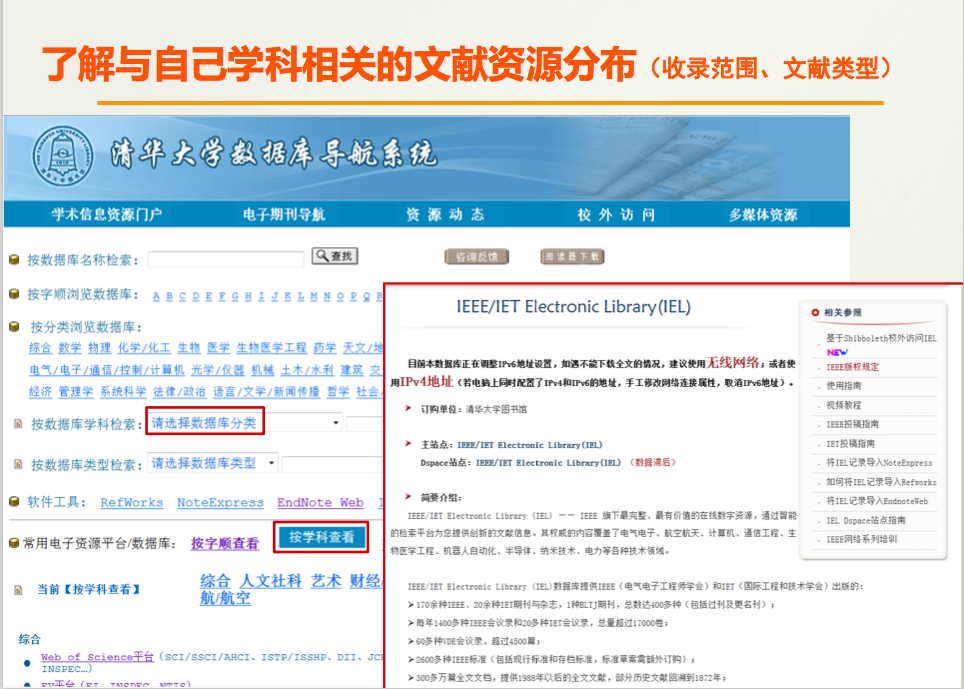 了解与自己学科相关的文献资源分布（收录范围、文献类型）
清华大学数据库导航系统
学术信息资源门户 电子期刊导航 资源动态 校外访问 多媒体资源
按数据库名称检索： 查找 咨询反馈 阅读器下载
按字顺浏览数据库： A B C D E F G H I J K L M N O P Q R
按分类浏览数据库：
综合 数学 物理 化学/化工 生物 医学 生物医学工程 药学 天文/地
电气/电子/通信/控制/计算机 光学/仪器 机械 土木/水利 建筑 交
经济 管理学 系统科学 法律/政治 语言/文学/新闻传播 哲学 社会/
按数据库学科检索：请选择数据库分类
按数据库类型检索：请选择数据库类型
软件工具： RefWorks NoteExpress EndNote Web
常用电子资源平台/数据库： 按字顺查看 按学科查看
当前【按学科查看】
综合 人文社科 艺术 财经/
航/航空
综合
Web of Science平台（SCI/SSCI/AHCI、ISTP/ISSHP、DII、JCR
INSPEC…）
EV平台（EI、INSPEC、NTIS）
IEEE/IET Electronic Library(IEL)
目前本数据库正在调整IPv6地址设置，如遇不能下载全文的情况，建议使用无线网络；或者使
用IPv4地址（若电脑上同时配置了IPv4和IPv6的地址，手工修改网络连接属性，取消IPv6地址）。
订购单位：清华大学图书馆
主站点：IEEE/IET Electronic Library(IEL)
Dspace站点：IEEE/IET Electronic Library(IEL) （数据滞后）
简要介绍：
IEEE/IET Electronic Library (IEL) —— IEEE 旗下最完整、最有价值的在线数字资源，通过智能
的检索平台为您提供创新的文献信息。其权威的内容覆盖了电气电子、航空航天、计算机、通信工程、生
物医学工程、机器人自动化、半导体、纳米技术、电力等各种技术领域。
IEEE/IET Electronic Library (IEL)数据库提供IEEE（电气电子工程师学会）和IET（国际工程和技术学会）出版的：
➢170余种IEEE、20余种IET期刊与杂志，1种BLTJ期刊，总数达400多种（包括过刊及更名刊）；
➢每年1400多种IEEE会议录和20多种IET会议录，总量超过17000卷；
➢60多种VDE会议录，超过4500篇；
➢2600多种IEEE标准（包括现行标准和存档标准，标准草案需额外订购）；
➢300多万篇全文文档，提供1988年以后的全文文献，部分历史文献回溯到1872年；
相关参照
基于Shibboleth校外访问IEL
NEW
IEEE版权规定
使用指南
视频教程
IEEE投稿指南
IET投稿指南
将IEL记录导入NoteExpress
如何将IEL记录导入Refworks
将IEL记录导入EndnoteWeb
IEL Dspace站点指南
IEEE网络系列培训